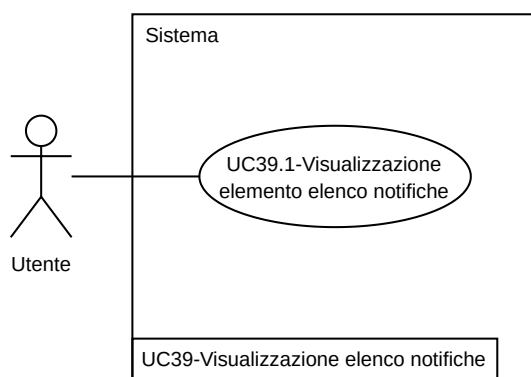 Sistema
UC39.1-Visualizzazione
elemento elenco notifiche
Utente
UC39-Visualizzazione elenco notifiche